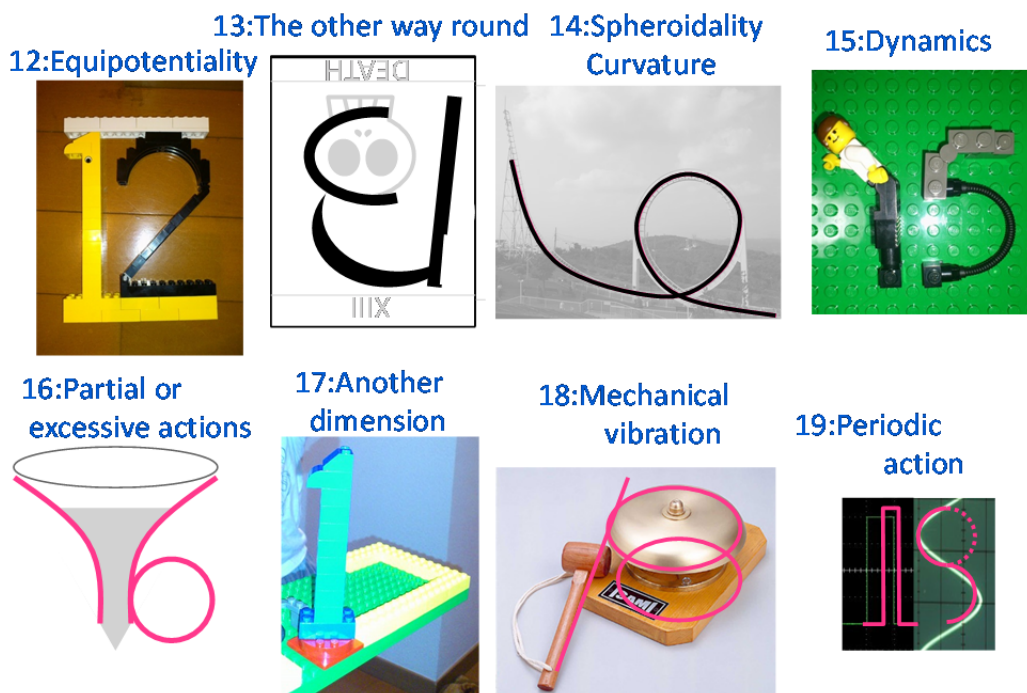 12:Equipotentiality
13:The other way round
DEATH
XIII
14:Spheroidality
Curvature
15:Dynamics
16:Partial or
excessive actions
17:Another
dimension
18:Mechanical
vibration
ISAMI
19:Periodic
action